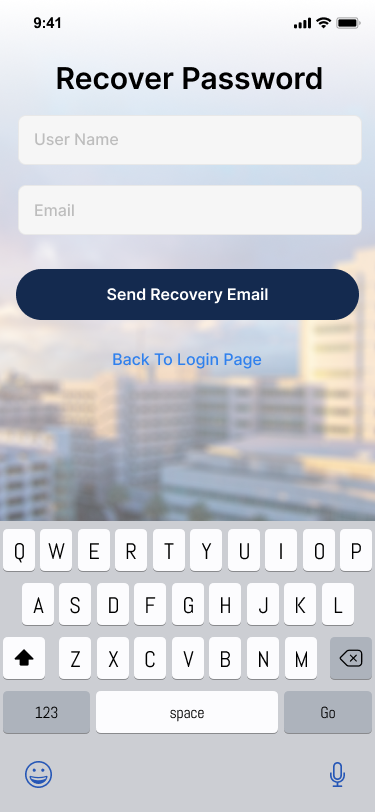 9:41
Recover Password
User Name
Email
Send Recovery Email
Back To Login Page
Q W E R T Y U I O P
A S D F G H J K L
Z X C V B N M
123 space Go